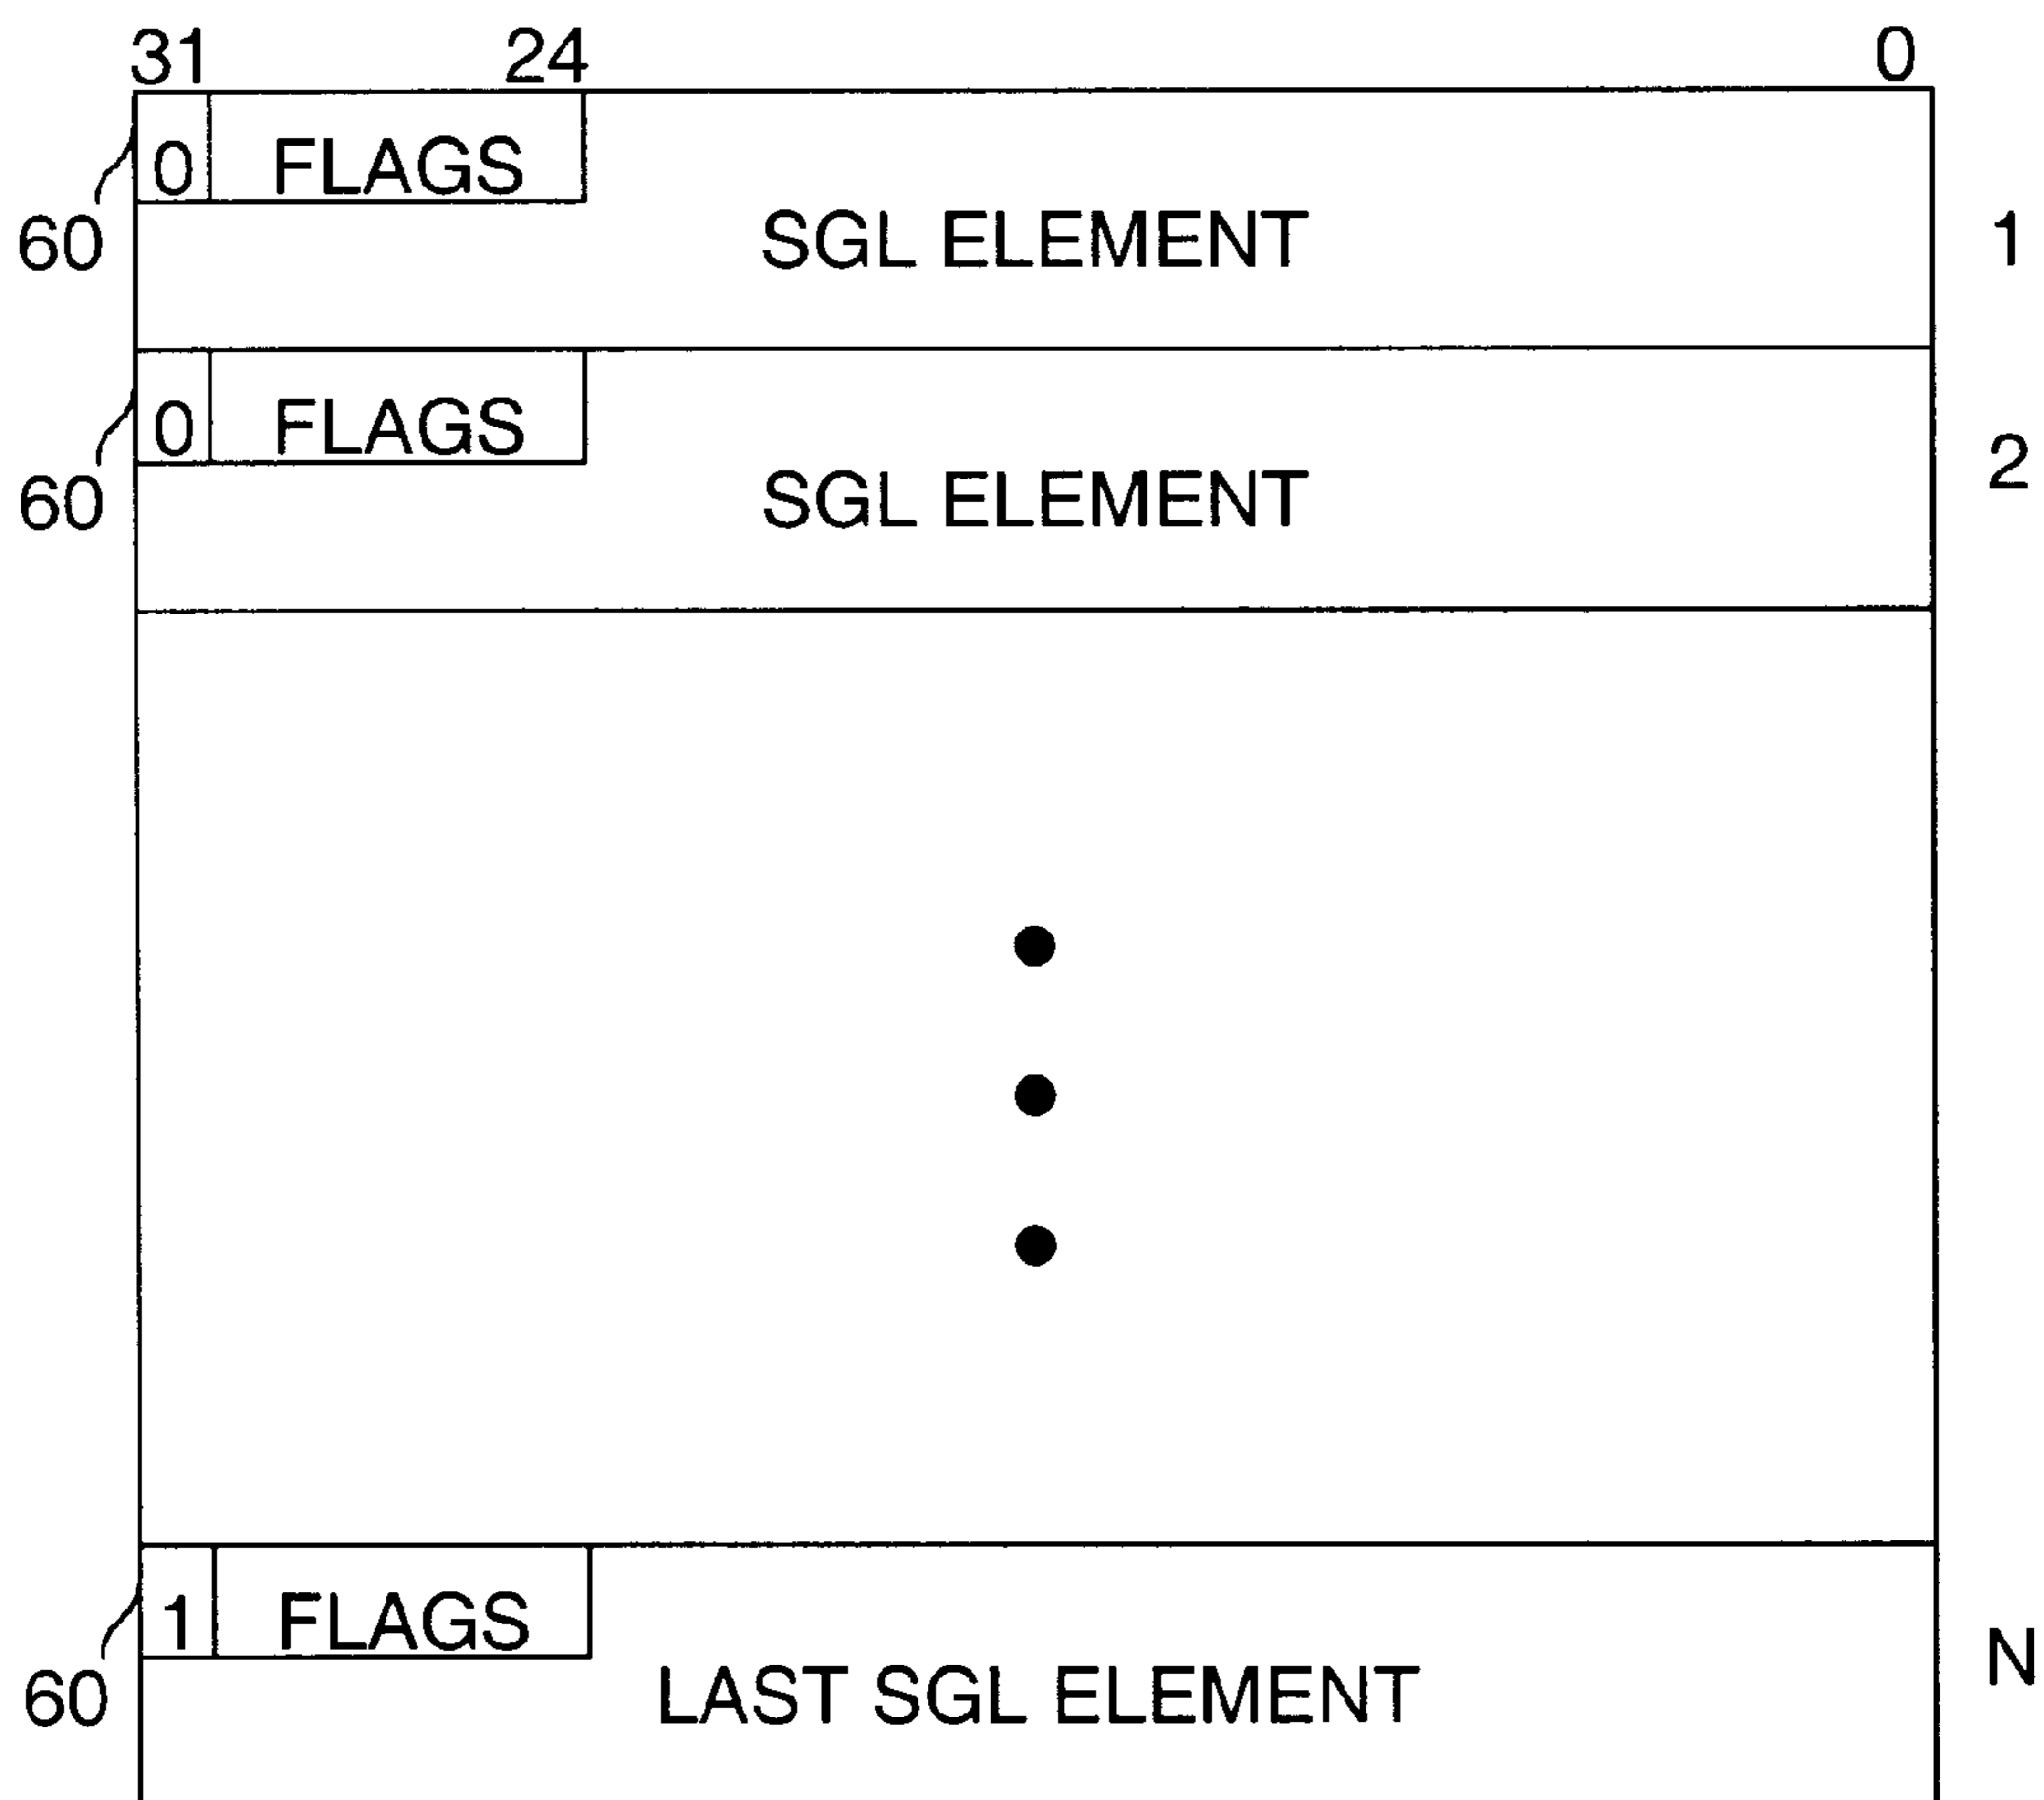 31 24 0
0 FLAGS
60 SGL ELEMENT 1
0 FLAGS
60 SGL ELEMENT 2
1 FLAGS
60 LAST SGL ELEMENT N